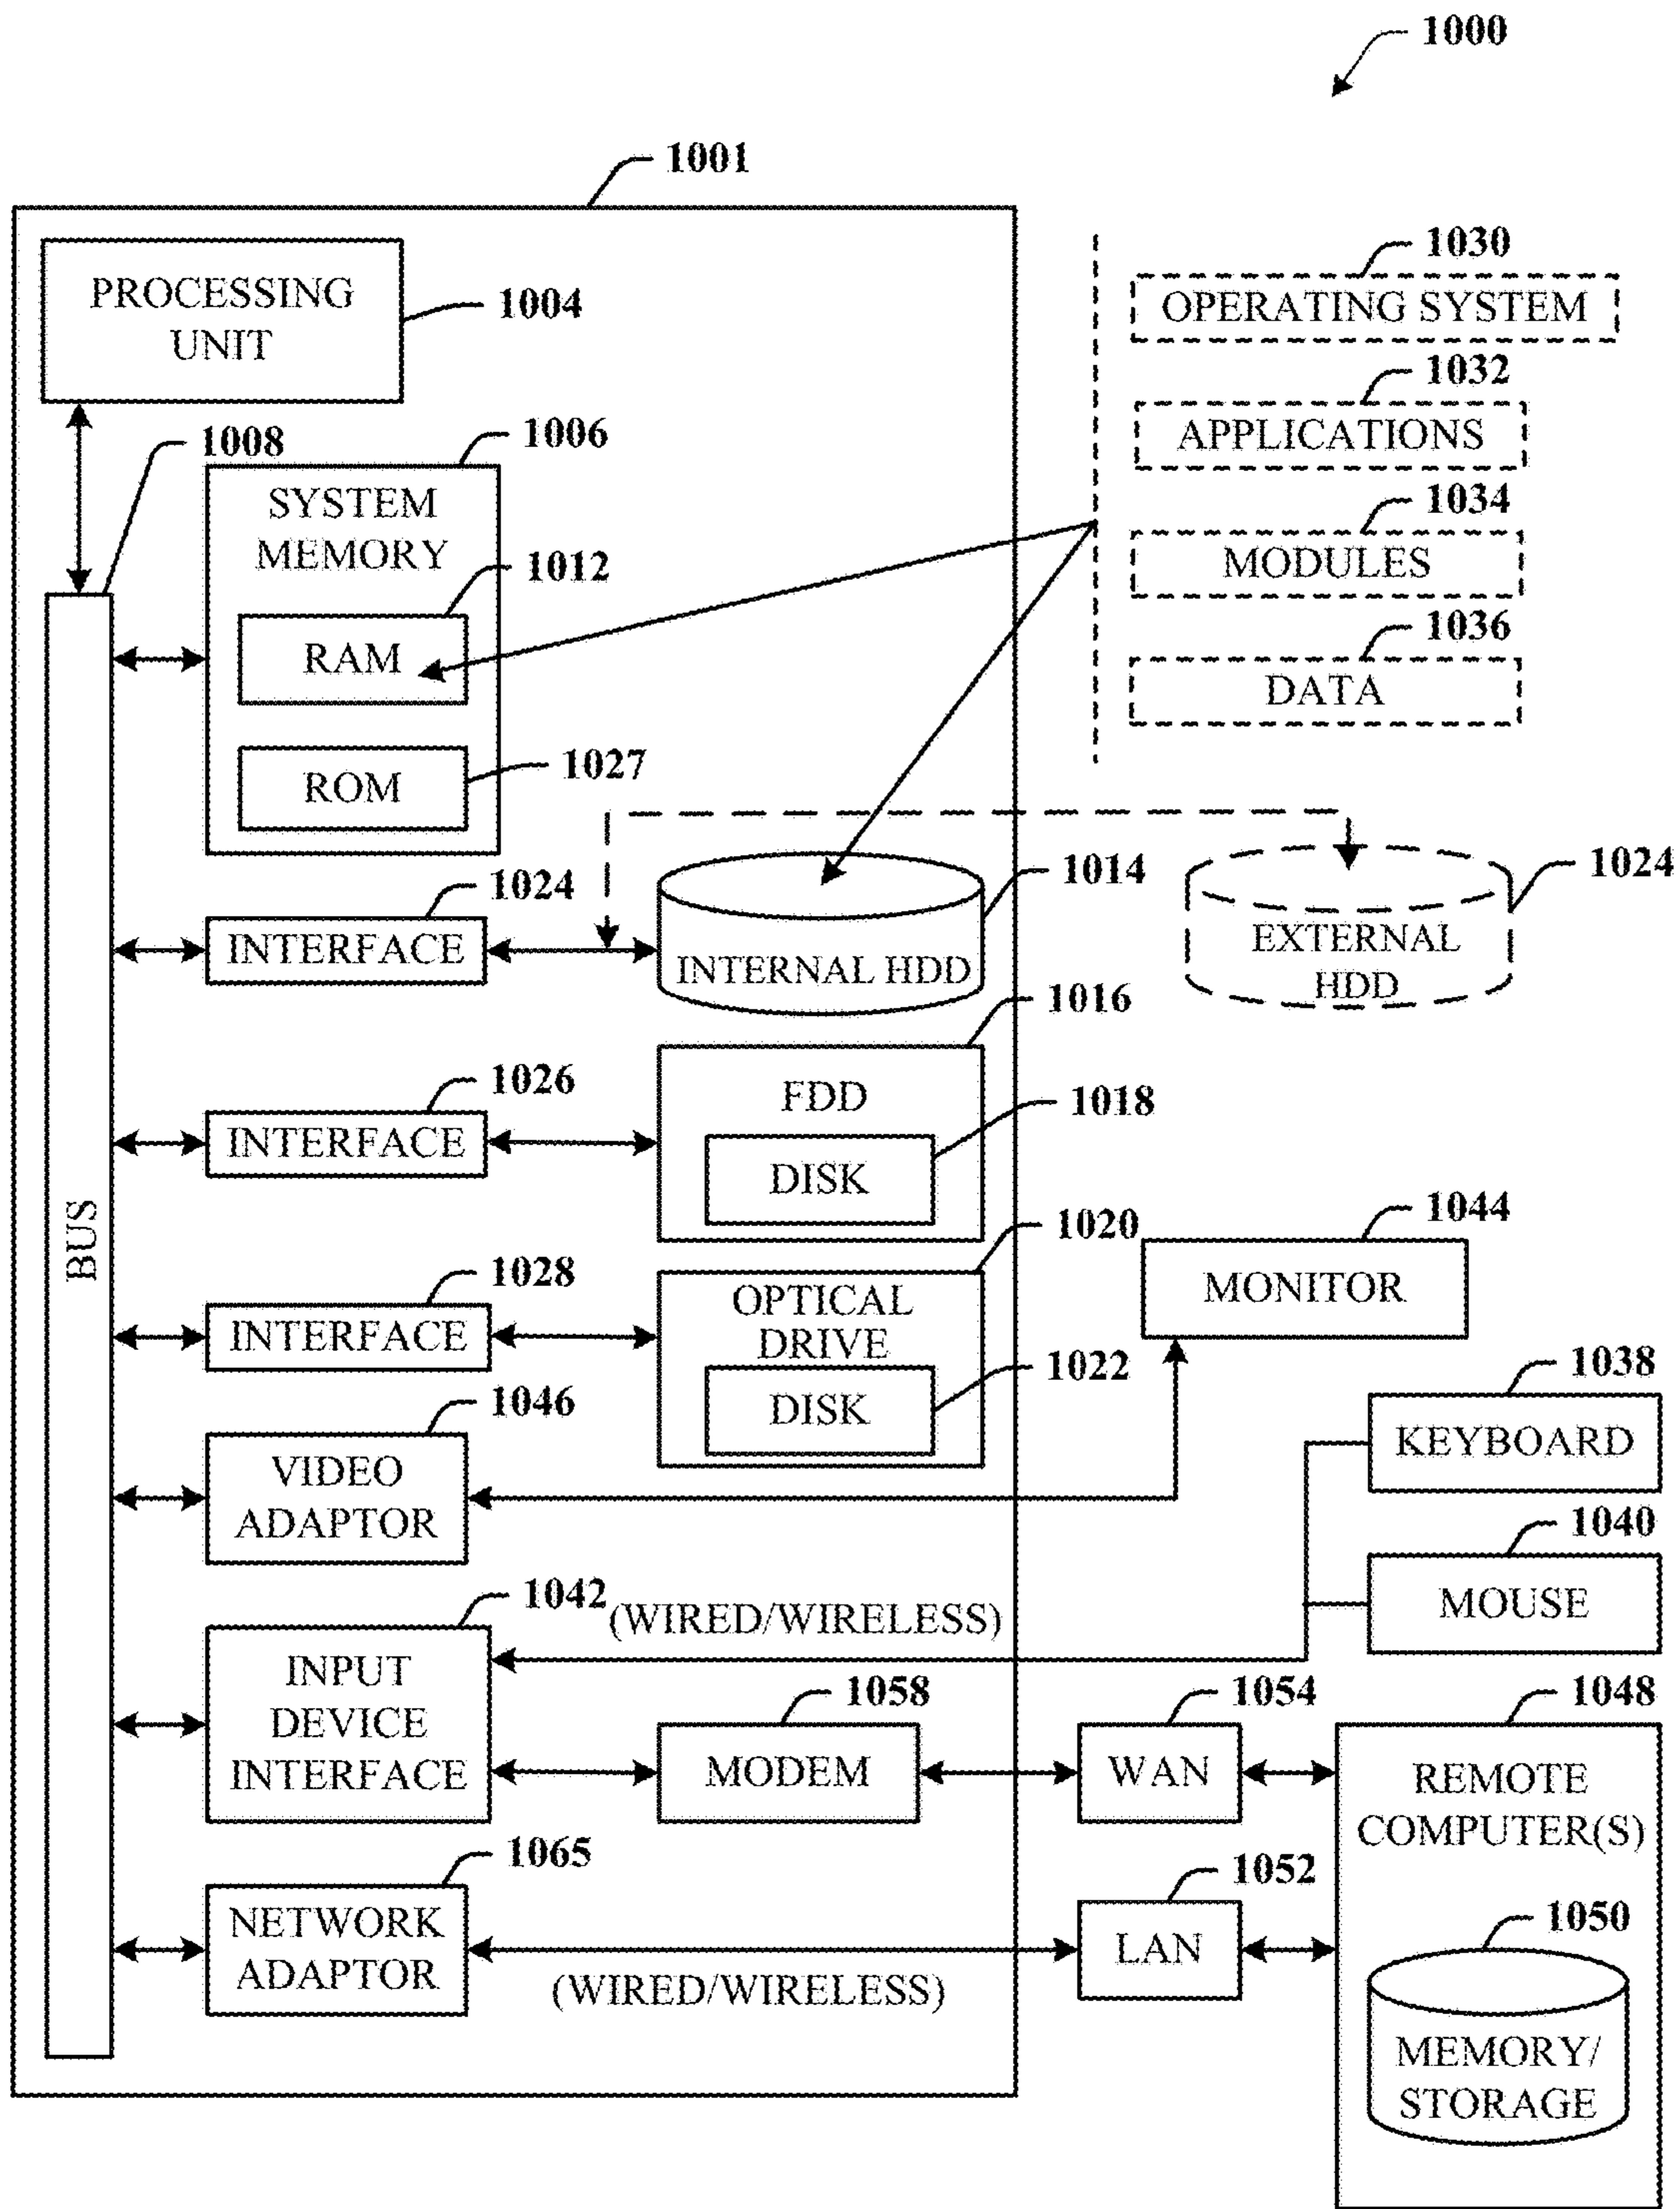 1000
1001
PROCESSING
UNIT
1004
1030
OPERATING SYSTEM
1032
APPLICATIONS
1034
MODULES
1036
DATA
1008
1006
SYSTEM
MEMORY
1012
RAM
1027
ROM
BUS
1024
INTERFACE
1014
INTERNAL HDD
1024
EXTERNAL
HDD
1026
INTERFACE
1016
FDD
1018
DISK
1028
INTERFACE
1020
OPTICAL
DRIVE
1022
DISK
1044
MONITOR
1046
VIDEO
ADAPTOR
1038
KEYBOARD
1040
MOUSE
1042
(WIRED/WIRELESS)
INPUT
DEVICE
INTERFACE
1058
MODEM
1054
WAN
1048
REMOTE
COMPUTER(S)
1065
NETWORK
ADAPTOR
(WIRED/WIRELESS)
1052
LAN
1050
MEMORY/
STORAGE